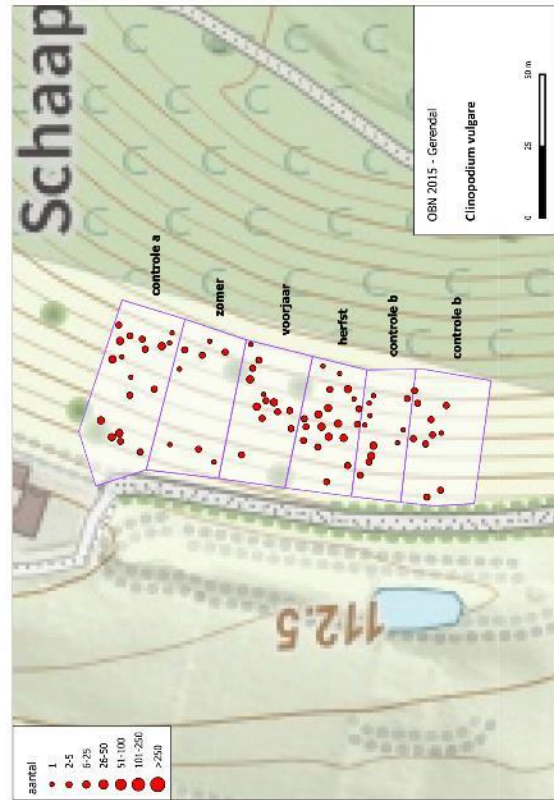 Schaap
controle a
zomer
voorjaar
herfst
controle b
controle b
112.5
OBN 2015 - Gerendal
Clinopodium vulgare
0 25 50 m
aantal
1
2-5
6-25
26-50
51-100
101-250
>250